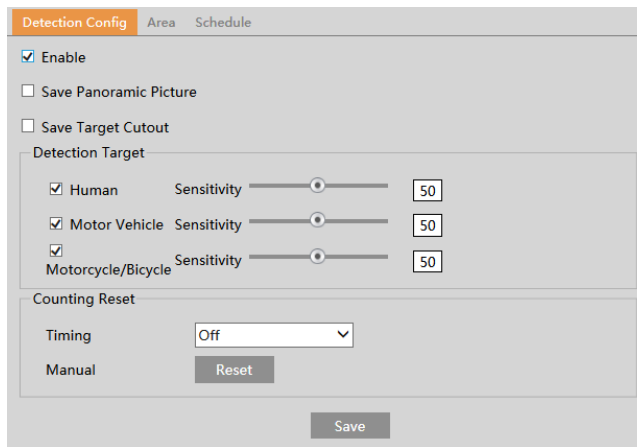 Detection Config Area Schedule
Enable
Save Panoramic Picture
Save Target Cutout
Detection Target
Human Sensitivity 50
Motor Vehicle Sensitivity 50
Motorcycle/Bicycle Sensitivity 50
Counting Reset
Timing Off
Manual Reset
Save